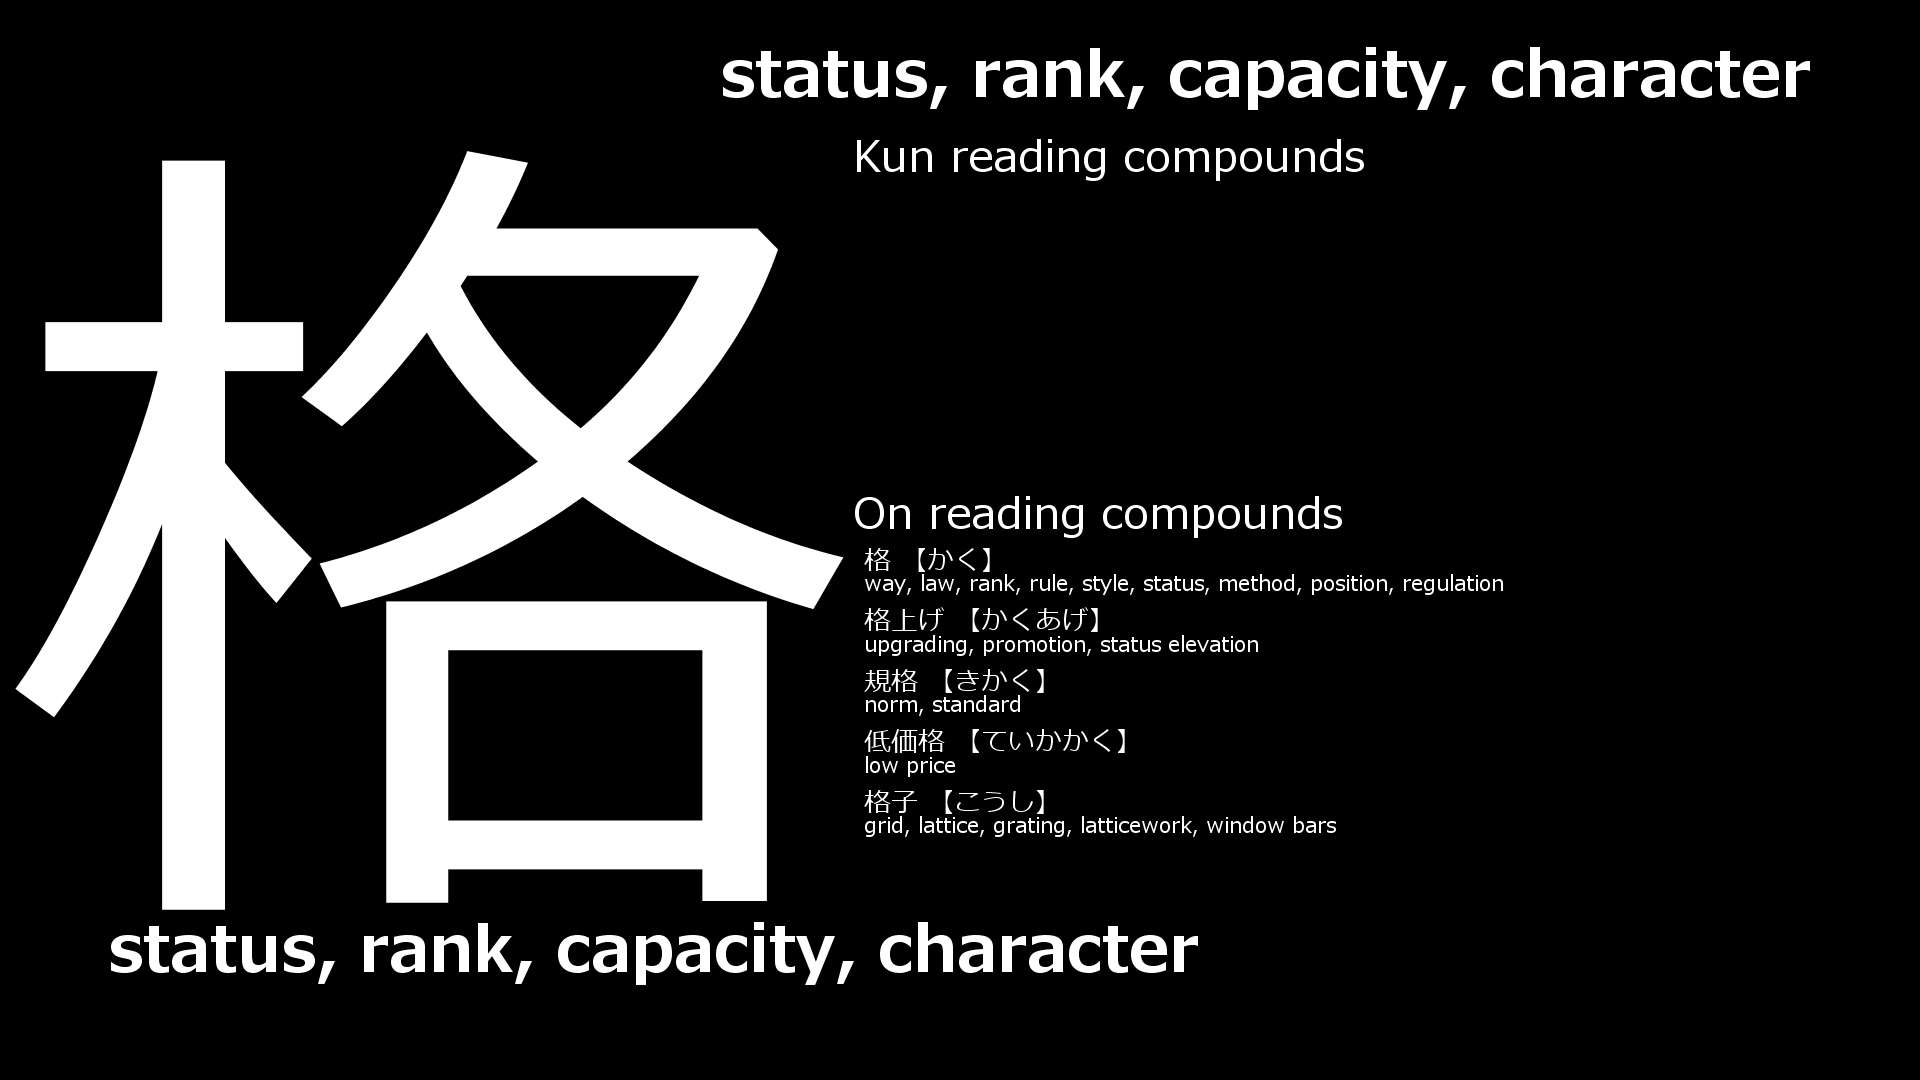 status, rank, capacity, character
Kun reading compounds
格
On reading compounds
格 【かく】
way, law, rank, rule, style, status, method, position, regulation
格上げ 【かくあげ】
upgrading, promotion, status elevation
規格 【きかく】
norm, standard
低価格 【ていかかく】
low price
格子 【こうし】
grid, lattice, grating, latticework, window bars
status, rank, capacity, character